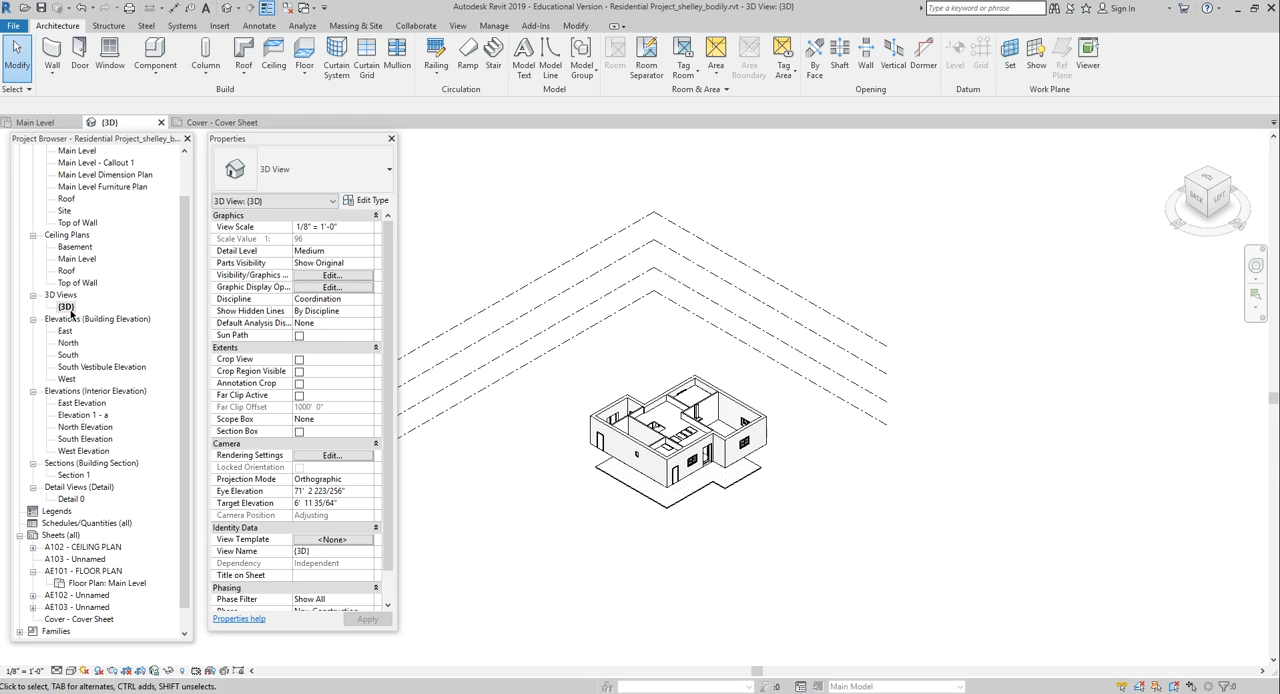 Autodesk Revit 2019 - Educational Version - Residential Project_shelley_bodily.rvt - 3D View: {3D}
Type a keyword or phrase
Sign In
File Architecture Structure Steel Systems Insert Annotate Analyze Massing & Site Collaborate View Manage Add-Ins Modify
Modify Wall Door Window Component Column Roof Ceiling Floor Curtain System Curtain Grid Mullion Railing Ramp Stair Model Text Model Line Model Group Room Room Separator Tag Room Area Area Boundary Tag Area By Face Shaft Wall Vertical Dormer Level Grid Set Show Ref Plane Viewer
Select Build Circulation Model Room & Area Opening Datum Work Plane
Main Level {3D} Cover - Cover Sheet
Project Browser - Residential Project_shelley_b...
Main Level
Main Level - Callout 1
Main Level Dimension Plan
Main Level Furniture Plan
Roof
Site
Top of Wall
Ceiling Plans
Basement
Main Level
Roof
Top of Wall
3D Views
{3D}
Elevations (Building Elevation)
East
North
South
South Vestibule Elevation
West
Elevations (Interior Elevation)
East Elevation
Elevation 1 - a
North Elevation
South Elevation
West Elevation
Sections (Building Section)
Section 1
Detail Views (Detail)
Detail 0
Legends
Schedules/Quantities (all)
Sheets (all)
A102 - CEILING PLAN
A103 - Unnamed
AE101 - FLOOR PLAN
Floor Plan: Main Level
AE102 - Unnamed
AE103 - Unnamed
Cover - Cover Sheet
Families
Properties
3D View
3D View: {3D} Edit Type
Graphics
View Scale 1/8" = 1'-0"
Scale Value 1: 96
Detail Level Medium
Parts Visibility Show Original
Visibility/Graphics ... Edit...
Graphic Display Op... Edit...
Discipline Coordination
Show Hidden Lines By Discipline
Default Analysis Dis... None
Sun Path
Extents
Crop View
Crop Region Visible
Annotation Crop
Far Clip Active
Far Clip Offset 1000' 0"
Scope Box None
Section Box
Camera
Rendering Settings Edit...
Locked Orientation
Projection Mode Orthographic
Eye Elevation 71' 2 223/256"
Target Elevation 6' 11 35/64"
Camera Position Adjusting
Identity Data
View Template <None>
View Name {3D}
Dependency Independent
Title on Sheet
Phasing
Phase Filter Show All
Properties help Apply
TOP
BACK LEFT
1/8" = 1'-0"
Click to select, TAB for alternates, CTRL adds, SHIFT unselects.
:0 Main Model :0